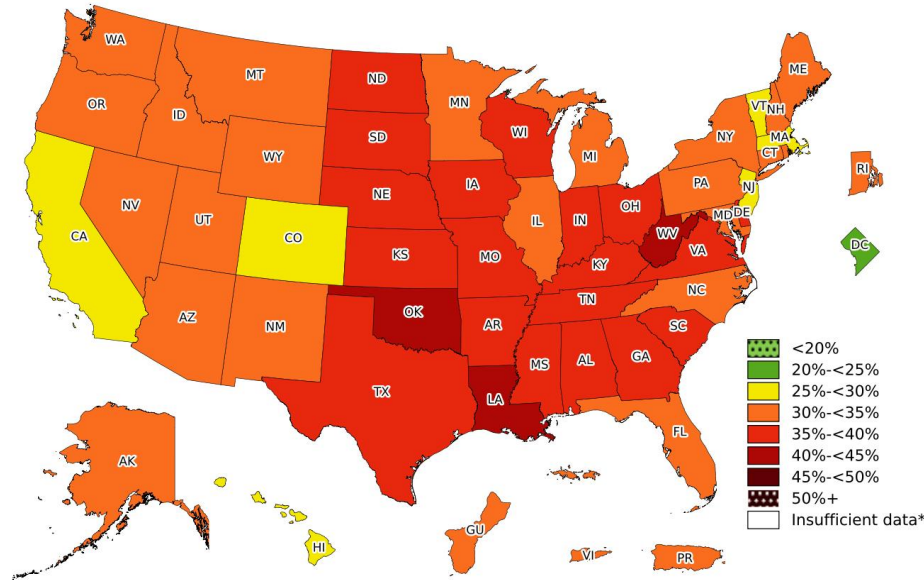 WA
ME
MT
ND
VT
NH
MN
OR
ID
MA
WI
NY
SD
CT
MI
WY
RI
PA
IA
NJ
NE
OH
NV
MD
DE
IL
IN
UT
WV
CA
CO
DC
VA
KS
MO
KY
NC
TN
OK
AZ
NM
AR
SC
MS
AL
GA
TX
LA
FL
AK
GU
HI
VI
PR
<20%
20%-<25%
25%-<30%
30%-<35%
35%-<40%
40%-<45%
45%-<50%
50%+
Insufficient data*